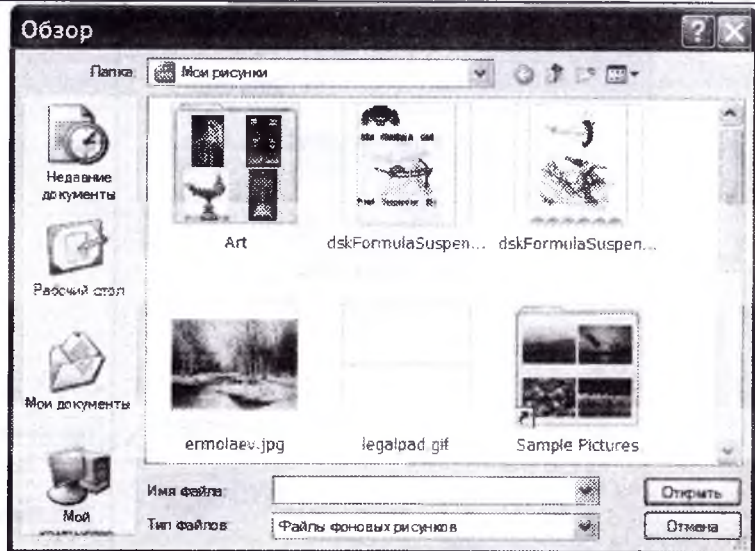 Обзор
Папка: Мои рисунки
Недавние документы
Рабочий стол
Мои документы
Мой
Art
dskFormulaSuspen...
dskFormulaSuspen...
ermolaev.jpg
legalpad.gif
Sample Pictures
Имя файла:
Открыть
Тип файлов: Файлы фоновых рисунков
Отмена